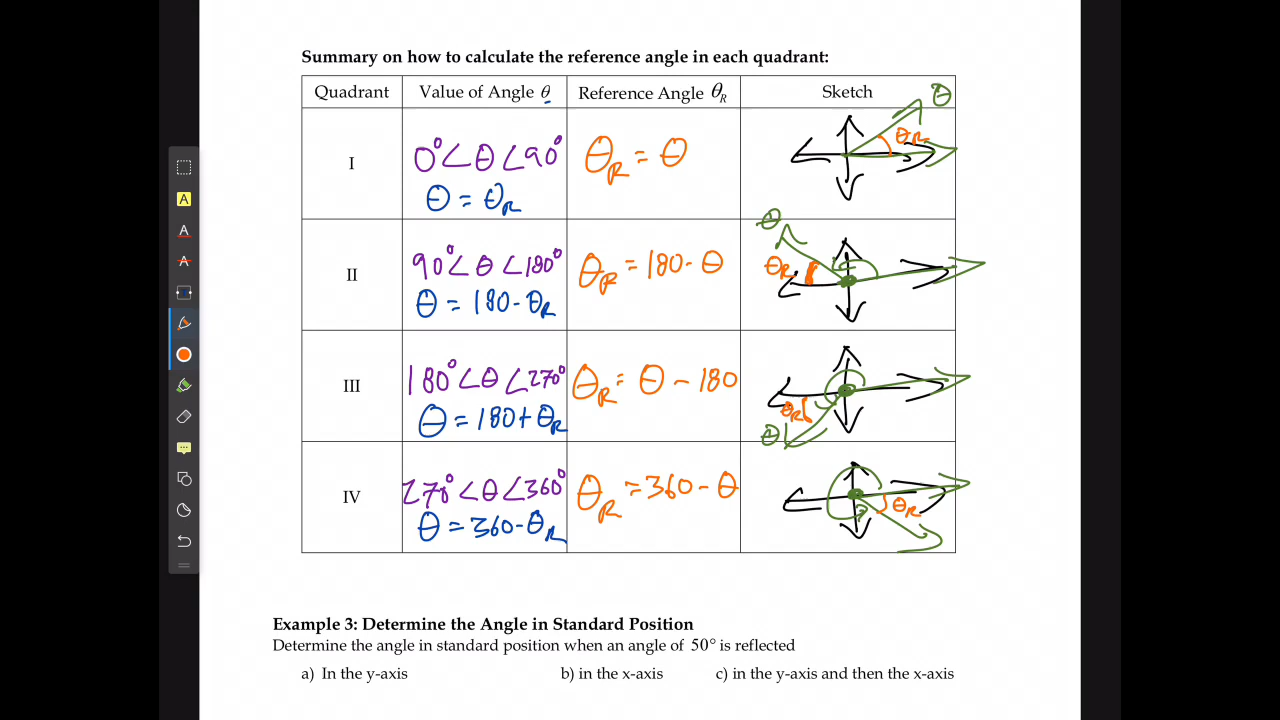 Summary on how to calculate the reference angle in each quadrant:
Quadrant Value of Angle θ Reference Angle θR Sketch
θ
I 0° < θ < 90° θR = θ θR
θ = θR
θ
II 90° < θ < 180° θR = 180 - θ θR
θ = 180 - θR
III 180° < θ < 270° θR = θ - 180 θR
θ = 180 + θR θ
IV 270° < θ < 360° θR = 360 - θ θR
θ = 360 - θR
Example 3: Determine the Angle in Standard Position
Determine the angle in standard position when an angle of 50° is reflected
a) In the y-axis b) in the x-axis c) in the y-axis and then the x-axis
A
A
A